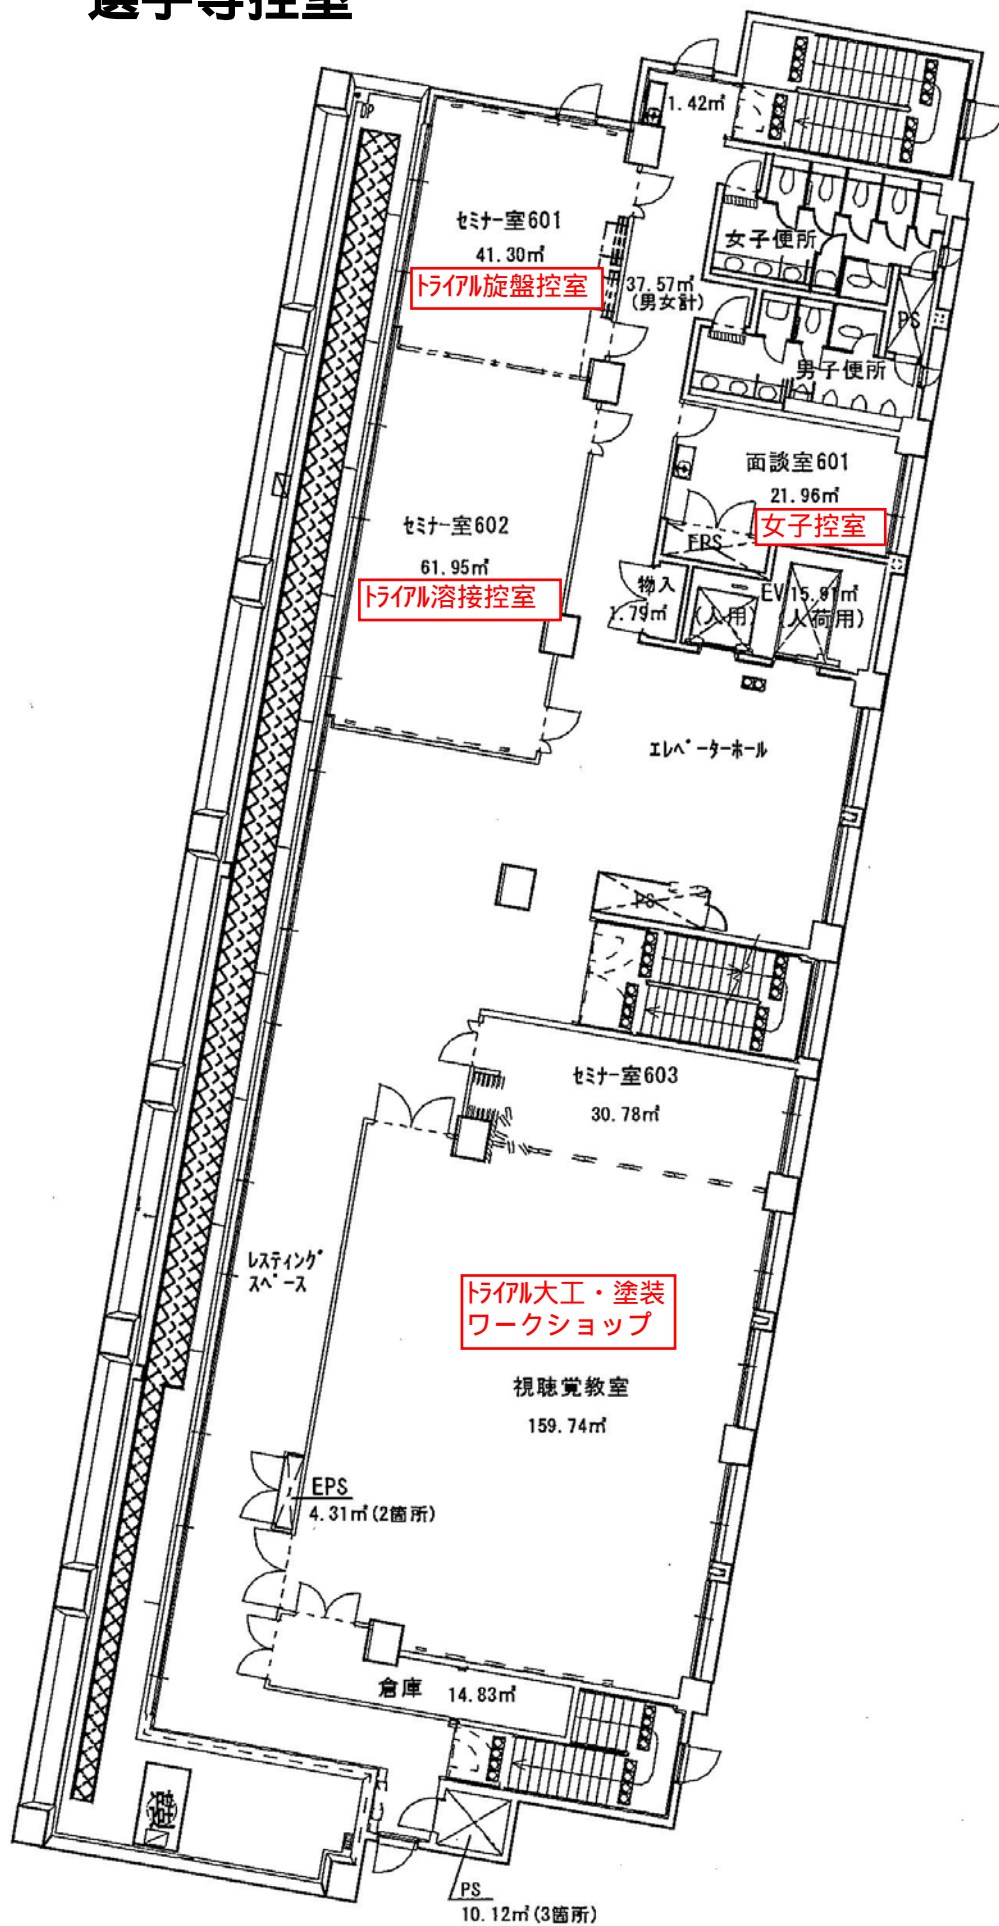 選手等控室
1.42㎡
DP
セミナー室601
41.30㎡
トライアル旋盤控室
女子便所
37.57㎡
(男女計)
PS
男子便所
面談室601
21.96㎡
女子控室
EPS
セミナー室602
61.95㎡
トライアル溶接控室
物入
1.79㎡
(人用)
EV 15.91㎡
(人荷用)
エレベーターホール
PS
セミナー室603
30.78㎡
レスティング
スペース
トライアル大工・塗装
ワークショップ
視聴覚教室
159.74㎡
EPS
4.31㎡(2箇所)
倉庫 14.83㎡
PS
10.12㎡(3箇所)